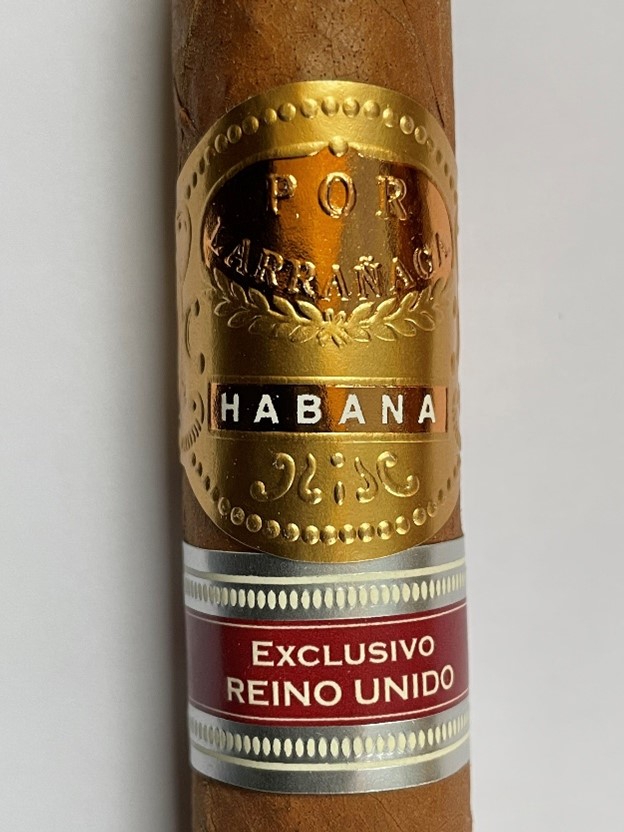 POR
LARRAÑAGA
HABANA
EXCLUSIVO
REINO UNIDO